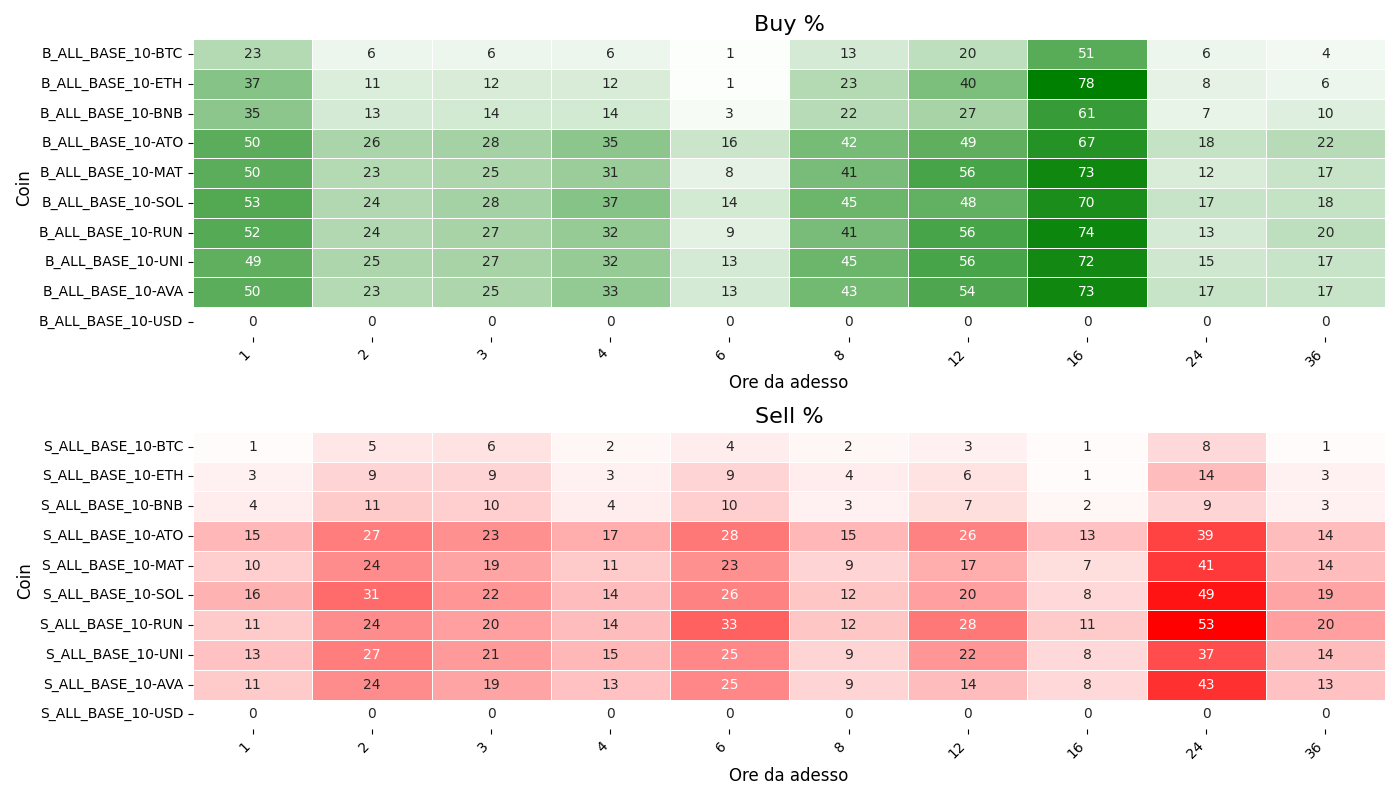 Buy %
Coin
B_ALL_BASE_10-BTC 23 6 6 6 1 13 20 51 6 4
B_ALL_BASE_10-ETH 37 11 12 12 1 23 40 78 8 6
B_ALL_BASE_10-BNB 35 13 14 14 3 22 27 61 7 10
B_ALL_BASE_10-ATO 50 26 28 35 16 42 49 67 18 22
B_ALL_BASE_10-MAT 50 23 25 31 8 41 56 73 12 17
B_ALL_BASE_10-SOL 53 24 28 37 14 45 48 70 17 18
B_ALL_BASE_10-RUN 52 24 27 32 9 41 56 74 13 20
B_ALL_BASE_10-UNI 49 25 27 32 13 45 56 72 15 17
B_ALL_BASE_10-AVA 50 23 25 33 13 43 54 73 17 17
B_ALL_BASE_10-USD 0 0 0 0 0 0 0 0 0 0
1 2 3 4 6 8 12 16 24 36
Ore da adesso
Sell %
Coin
S_ALL_BASE_10-BTC 1 5 6 2 4 2 3 1 8 1
S_ALL_BASE_10-ETH 3 9 9 3 9 4 6 1 14 3
S_ALL_BASE_10-BNB 4 11 10 4 10 3 7 2 9 3
S_ALL_BASE_10-ATO 15 27 23 17 28 15 26 13 39 14
S_ALL_BASE_10-MAT 10 24 19 11 23 9 17 7 41 14
S_ALL_BASE_10-SOL 16 31 22 14 26 12 20 8 49 19
S_ALL_BASE_10-RUN 11 24 20 14 33 12 28 11 53 20
S_ALL_BASE_10-UNI 13 27 21 15 25 9 22 8 37 14
S_ALL_BASE_10-AVA 11 24 19 13 25 9 14 8 43 13
S_ALL_BASE_10-USD 0 0 0 0 0 0 0 0 0 0
1 2 3 4 6 8 12 16 24 36
Ore da adesso